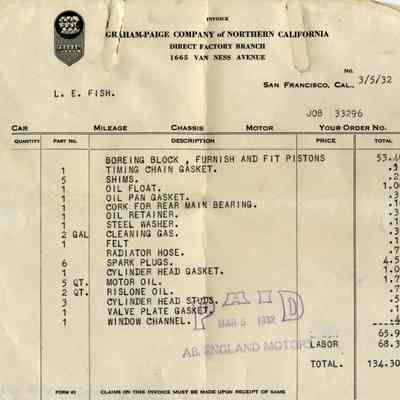 INVOICE
GRAHAM-PAIGE COMPANY of NORTHERN CALIFORNIA
DIRECT FACTORY BRANCH
1665 VAN NESS AVENUE
No.
SAN FRANCISCO, CAL., 3/5/32
L. E. FISH.
JOB 33296
CAR MILEAGE CHASSIS MOTOR YOUR ORDER NO.
QUANTITY PART NO. DESCRIPTION PRICE TOTAL
BOREING BLOCK , FURNISH AND FIT PISTONS
1 TIMING CHAIN GASKET.
5 SHIMS.
1 OIL FLOAT.
1 OIL PAN GASKET.
1 CORK FOR REAR MAIN BEARING.
1 OIL RETAINER.
1 STEEL WASHER.
2 GAL CLEANING GAS.
1 FELT
RADIATOR HOSE.
6 SPARK PLUGS.
1 CYLINDER HEAD GASKET.
5 QT. MOTOR OIL.
2 QT. RISLONE OIL.
3 CYLINDER HEAD STUDS.
1 VALVE PLATE GASKET.
1 WINDOW CHANNEL.
PAID
MAR 5 1932
AB. ENGLAND MOTORS
65.9
LABOR 68.3
TOTAL. 134.30
FORM CLAIMS ON THIS INVOICE MUST BE MADE UPON RECEIPT OF SAME